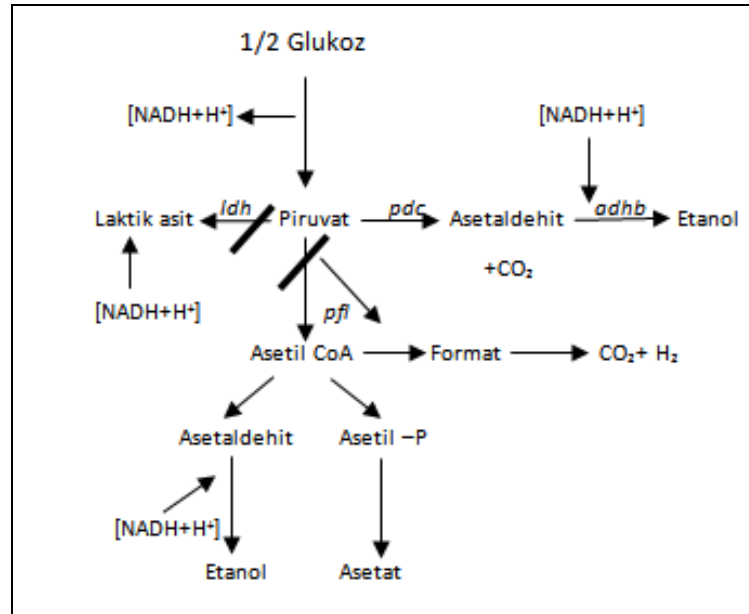 1/2 Glukoz
[NADH+H⁺] [NADH+H⁺]
ldh pdc adhb
Laktik asit Piruvat Asetaldehit Etanol
+CO₂
[NADH+H⁺]
pfl
Asetil CoA Format CO₂+ H₂
Asetaldehit Asetil –P
[NADH+H⁺]
Etanol Asetat